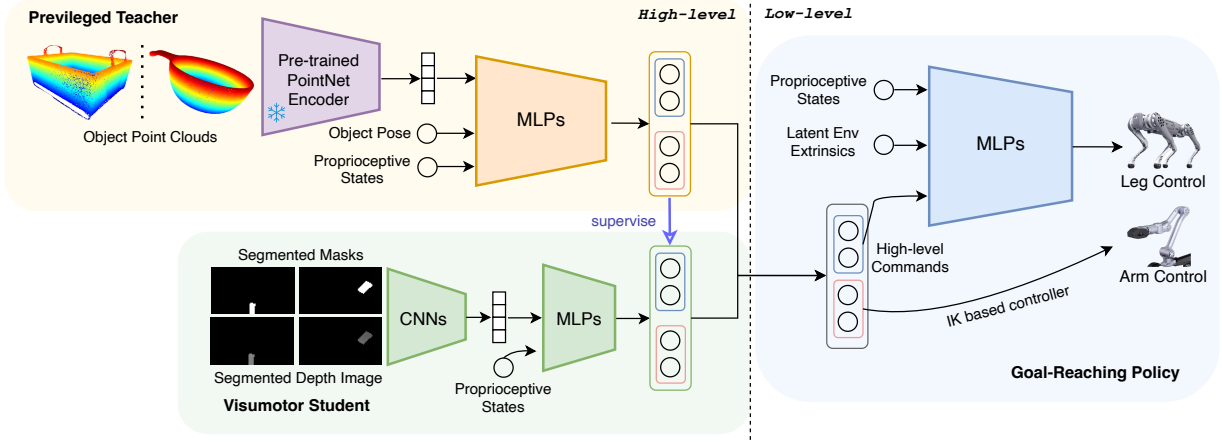 Previleged Teacher
High-level
Low-level
Pre-trained
PointNet
Encoder
Object Point Clouds
Object Pose
Proprioceptive
States
MLPs
supervise
Segmented Masks
CNNs
MLPs
Segmented Depth Image
Proprioceptive
States
Visumotor Student
Proprioceptive
States
Latent Env
Extrinsics
MLPs
Leg Control
High-level
Commands
Arm Control
IK based controller
Goal-Reaching Policy